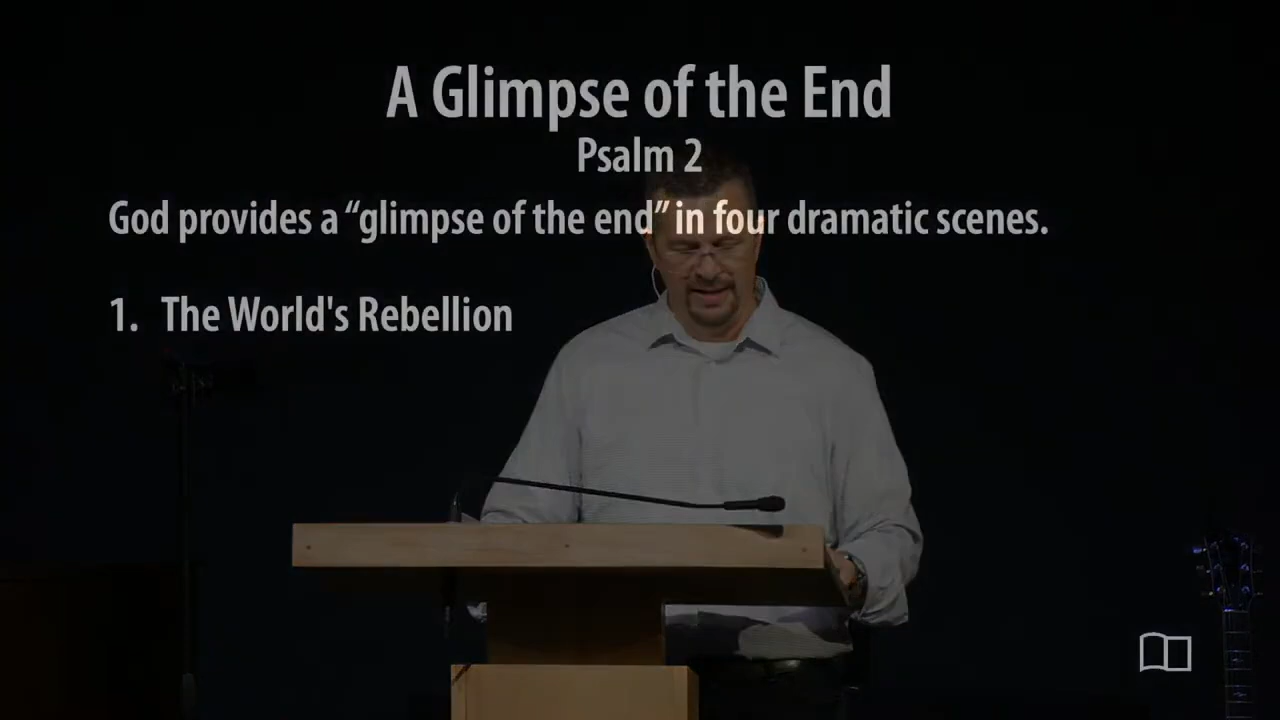 A Glimpse of the End
Psalm 2
God provides a “glimpse of the end” in four dramatic scenes.
1. The World's Rebellion